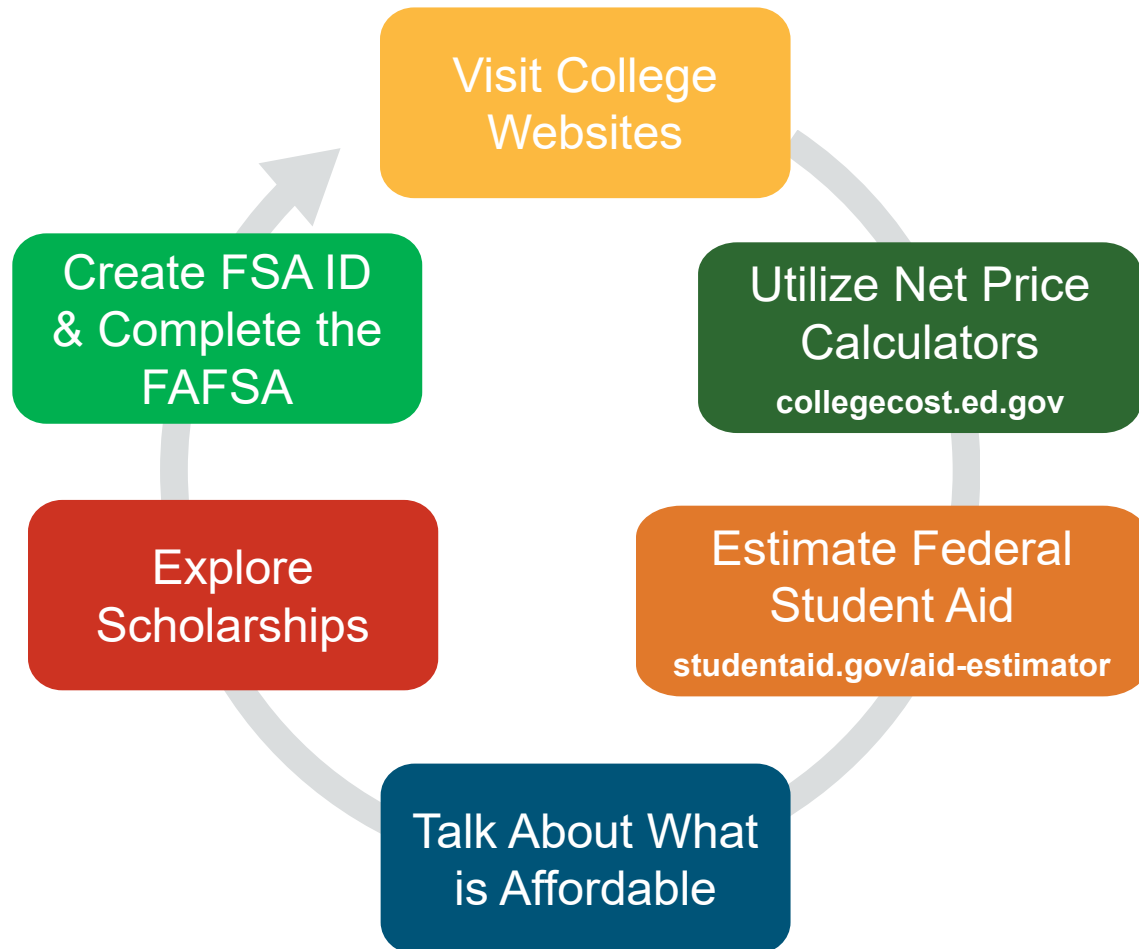 Visit College
Websites
Utilize Net Price
Calculators
collegecost.ed.gov
Estimate Federal
Student Aid
studentaid.gov/aid-estimator
Talk About What
is Affordable
Explore
Scholarships
Create FSA ID
& Complete the
FAFSA